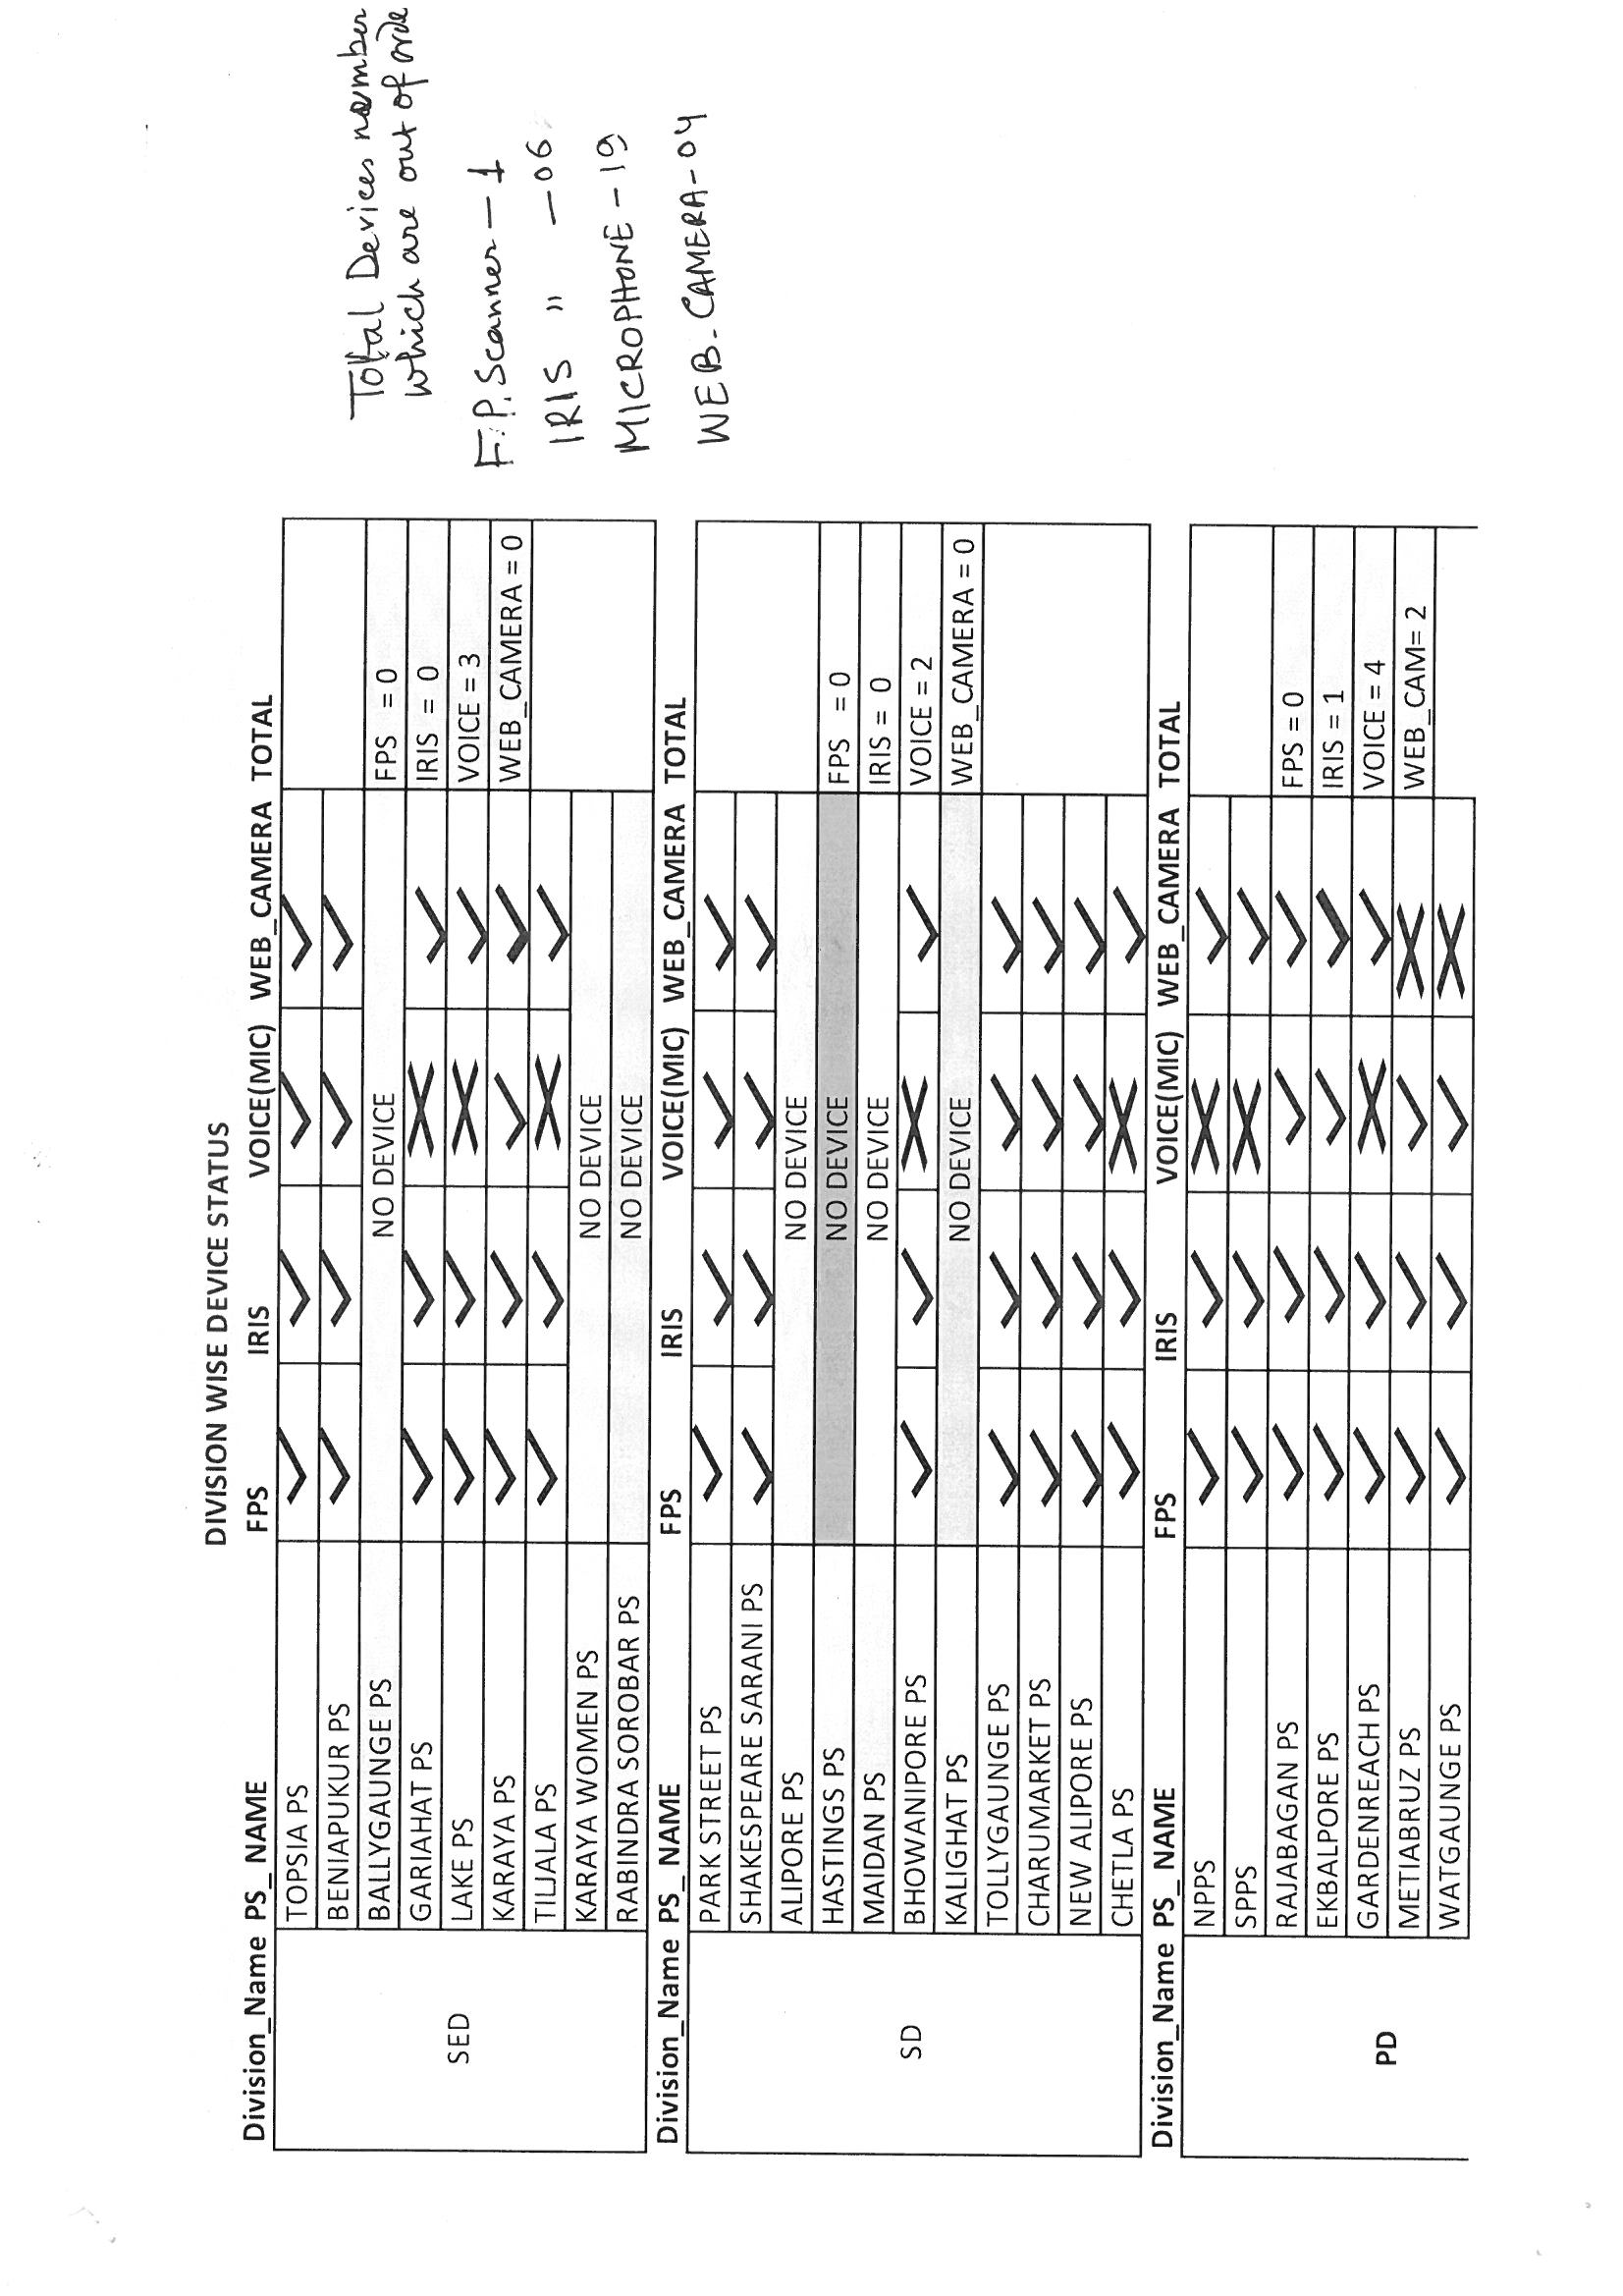 DIVISION WISE DEVICE STATUS
Division_Name PS_NAME FPS IRIS VOICE(MIC) WEB_CAMERA TOTAL
SED
TOPSIA PS ✓ ✓ ✓ ✓
BENIAPUKUR PS ✓ ✓ ✓ ✓
BALLYGAUNGE PS NO DEVICE FPS = 0
GARIAHAT PS ✓ ✓ X ✓ IRIS = 0
LAKE PS ✓ ✓ X ✓ VOICE = 3
KARAYA PS ✓ ✓ ✓ ✓ WEB_CAMERA = 0
TILJALA PS ✓ ✓ X ✓
KARAYA WOMEN PS NO DEVICE
RABINDRA SOROBAR PS NO DEVICE
Division_Name PS_NAME FPS IRIS VOICE(MIC) WEB_CAMERA TOTAL
SD
PARK STREET PS ✓ ✓ ✓ ✓
SHAKESPEARE SARANI PS ✓ ✓ ✓ ✓
ALIPORE PS NO DEVICE
HASTINGS PS NO DEVICE FPS = 0
MAIDAN PS NO DEVICE IRIS = 0
BHOWANIPORE PS ✓ ✓ X ✓ VOICE = 2
KALIGHAT PS NO DEVICE WEB_CAMERA = 0
TOLLYGAUNGE PS ✓ ✓ ✓ ✓
CHARUMARKET PS ✓ ✓ ✓ ✓
NEW ALIPORE PS ✓ ✓ ✓ ✓
CHETLA PS ✓ ✓ X ✓
Division_Name PS_NAME FPS IRIS VOICE(MIC) WEB_CAMERA TOTAL
PD
NPPS ✓ ✓ X ✓
SPPS ✓ ✓ X ✓
RAJABAGAN PS ✓ ✓ ✓ ✓ FPS = 0
EKBALPORE PS ✓ ✓ ✓ ✓ IRIS = 1
GARDENREACH PS ✓ ✓ X ✓ VOICE = 4
METIABRUZ PS ✓ ✓ ✓ X WEB_CAM= 2
WATGAUNGE PS ✓ ✓ ✓ X
Total Devices number
which are out of orde
F.P. Scanner - 1
IRIS " - 06
MICROPHONE - 19
WEB-CAMERA-04